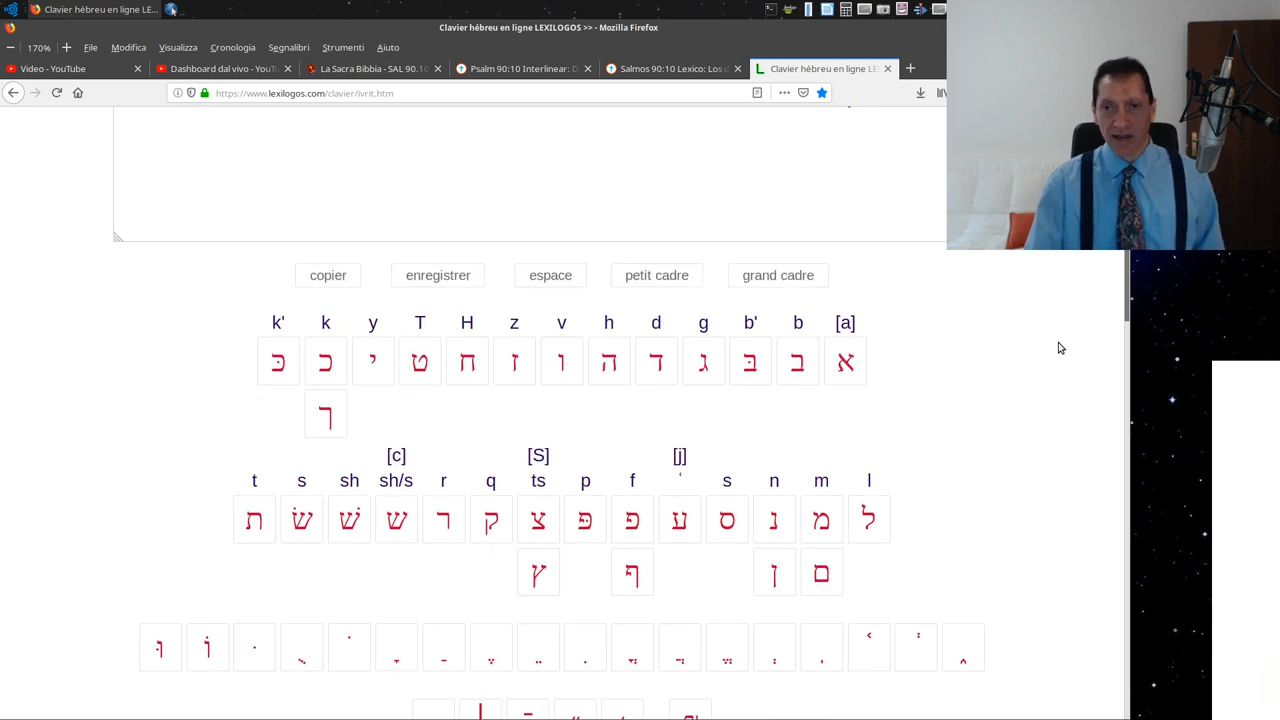 Clavier hébreu en ligne LE...
Clavier hébreu en ligne LEXILOGOS >> - Mozilla Firefox
170% File Modifica Visualizza Cronologia Segnalibri Strumenti Aiuto
Video - YouTube Dashboard dal vivo - YouT La Sacra Bibbia - SAL 90.10 Psalm 90:10 Interlinear: D Salmos 90:10 Lexico: Los d Clavier hébreu en ligne LE
https://www.lexilogos.com/clavier/ivrit.htm
copier enregistrer espace petit cadre grand cadre
k' k y T H z v h d g b' b [a]
כּ כ י ט ח ז ו ה ד ג בּ ב א
ך
[c] [S] [j]
t s sh sh/s r q ts p f ʿ s n m l
ת שׂ שׁ ש ר ק צ פּ פ ע ס נ מ ל
ץ ף ן ם
וּ וֹ